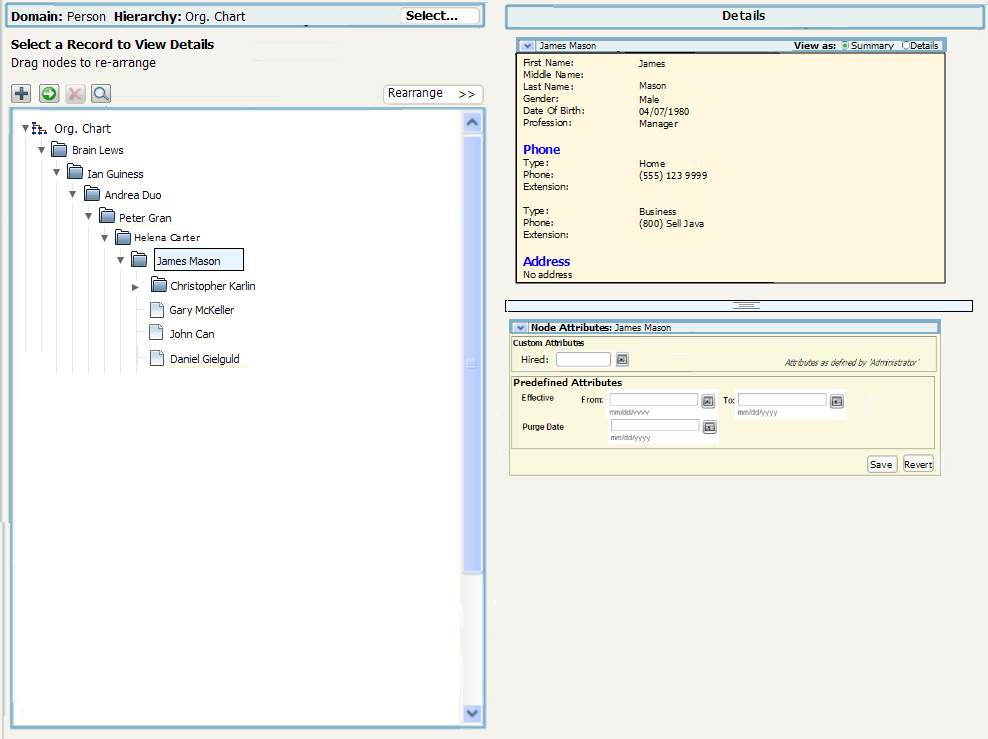 Domain: Person Hierarchy: Org. Chart
Select...
Select a Record to View Details
Drag nodes to re-arrange
Rearrange >>
Org. Chart
Brain Lews
Ian Guiness
Andrea Duo
Peter Gran
Helena Carter
James Mason
Christopher Karlin
Gary McKeller
John Can
Daniel Gielguld
Details
James Mason View as: Summary Details
First Name: James
Middle Name:
Last Name: Mason
Gender: Male
Date Of Birth: 04/07/1980
Profession: Manager
Phone
Type: Home
Phone: (555) 123 9999
Extension:
Type: Business
Phone: (800) Sell Java
Extension:
Address
No address
Node Attributes: James Mason
Custom Attributes
Hired:
Attributes as defined by 'Administrator'
Predefined Attributes
Effective From: To:
mm/dd/yyyy mm/dd/yyyy
Purge Date
mm/dd/yyyy
Save Revert